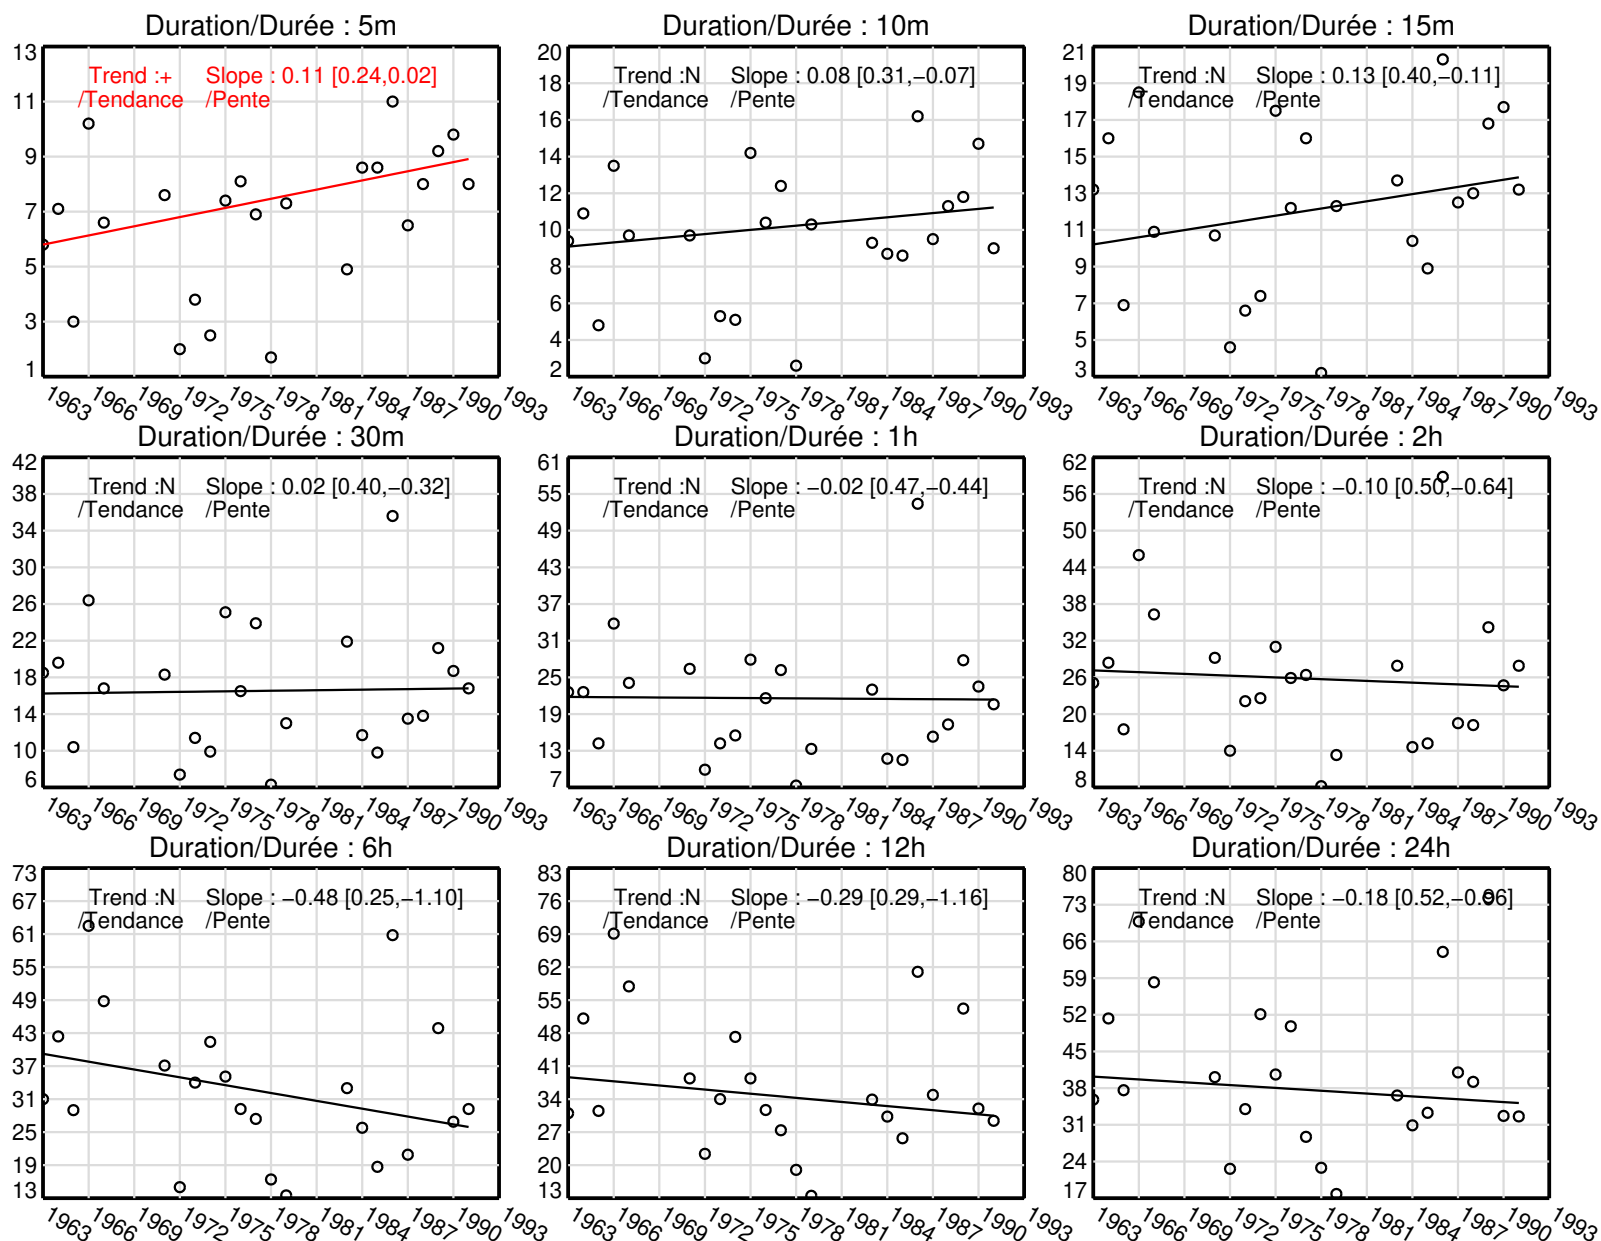 Duration/Durée : 5m
Trend :+ Slope : 0.11 [0.24,0.02]
/Tendance /Pente
13
11
9
7
5
3
1
1963 1966 1969 1972 1975 1978 1981 1984 1987 1990 1993
Duration/Durée : 10m
Trend :N Slope : 0.08 [0.31,−0.07]
/Tendance /Pente
20
18
16
14
12
10
8
6
4
2
1963 1966 1969 1972 1975 1978 1981 1984 1987 1990 1993
Duration/Durée : 15m
Trend :N Slope : 0.13 [0.40,−0.11]
/Tendance /Pente
21
19
17
15
13
11
9
7
5
3
1963 1966 1969 1972 1975 1978 1981 1984 1987 1990 1993
Duration/Durée : 30m
Trend :N Slope : 0.02 [0.40,−0.32]
/Tendance /Pente
42
38
34
30
26
22
18
14
10
6
1963 1966 1969 1972 1975 1978 1981 1984 1987 1990 1993
Duration/Durée : 1h
Trend :N Slope : −0.02 [0.47,−0.44]
/Tendance /Pente
61
55
49
43
37
31
25
19
13
7
1963 1966 1969 1972 1975 1978 1981 1984 1987 1990 1993
Duration/Durée : 2h
Trend :N Slope : −0.10 [0.50,−0.64]
/Tendance /Pente
62
56
50
44
38
32
26
20
14
8
1963 1966 1969 1972 1975 1978 1981 1984 1987 1990 1993
Duration/Durée : 6h
Trend :N Slope : −0.48 [0.25,−1.10]
/Tendance /Pente
73
67
61
55
49
43
37
31
25
19
13
1963 1966 1969 1972 1975 1978 1981 1984 1987 1990 1993
Duration/Durée : 12h
Trend :N Slope : −0.29 [0.29,−1.16]
/Tendance /Pente
83
76
69
62
55
48
41
34
27
20
13
1963 1966 1969 1972 1975 1978 1981 1984 1987 1990 1993
Duration/Durée : 24h
Trend :N Slope : −0.18 [0.52,−0.96]
/Tendance /Pente
80
73
66
59
52
45
38
31
24
17
1963 1966 1969 1972 1975 1978 1981 1984 1987 1990 1993